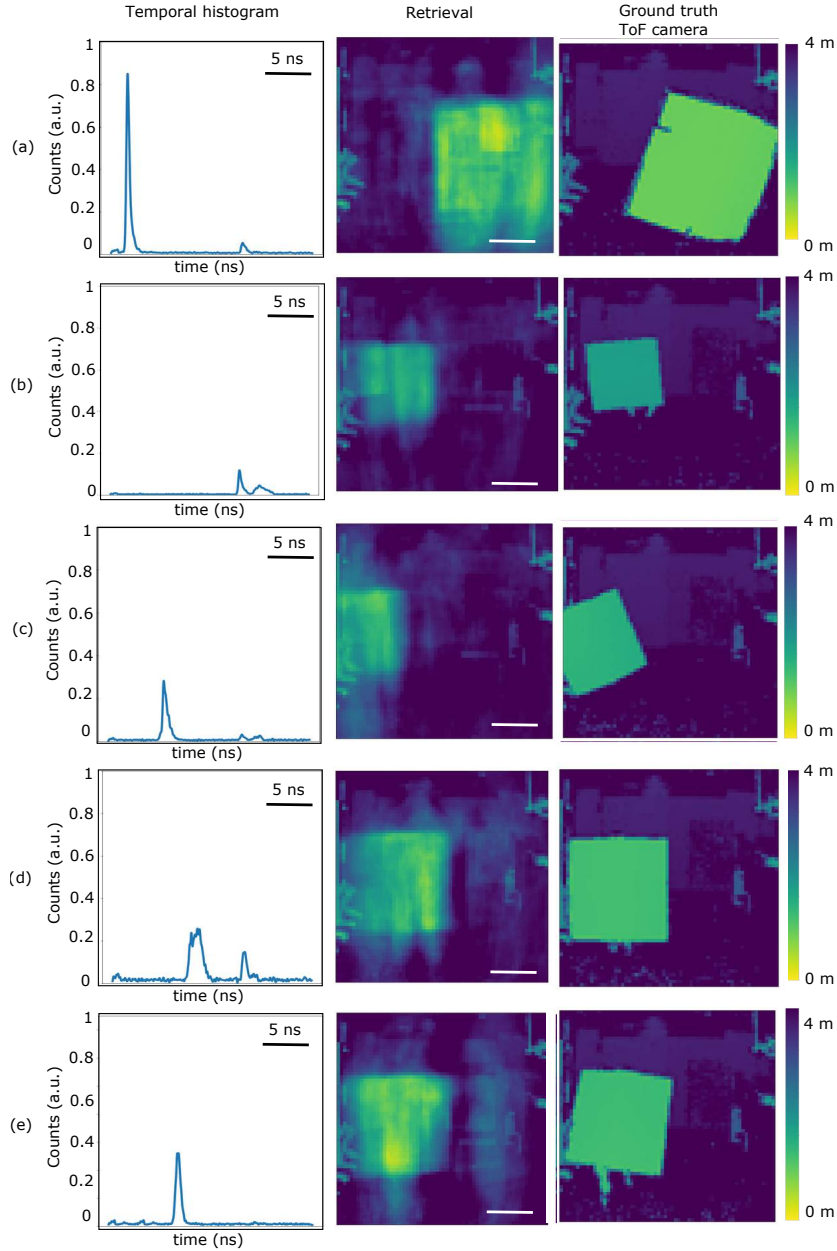 Temporal histogram
Retrieval
Ground truth
ToF camera
(a)
Counts (a.u.)
1
0.8
0.6
0.4
0.2
0
5 ns
time (ns)
4 m
0 m
(b)
Counts (a.u.)
1
0.8
0.6
0.4
0.2
0
5 ns
time (ns)
4 m
0 m
(c)
Counts (a.u.)
1
0.8
0.6
0.4
0.2
0
5 ns
time (ns)
4 m
0 m
(d)
Counts (a.u.)
1
0.8
0.6
0.4
0.2
0
5 ns
time (ns)
4 m
0 m
(e)
Counts (a.u.)
1
0.8
0.6
0.4
0.2
0
5 ns
time (ns)
4 m
0 m